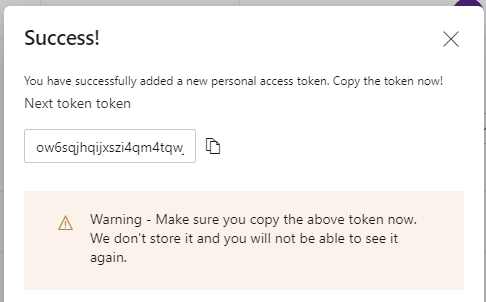 Success!
You have successfully added a new personal access token. Copy the token now!
Next token token
ow6sqjhqijxszi4qm4tqw
Warning - Make sure you copy the above token now.
We don't store it and you will not be able to see it
again.